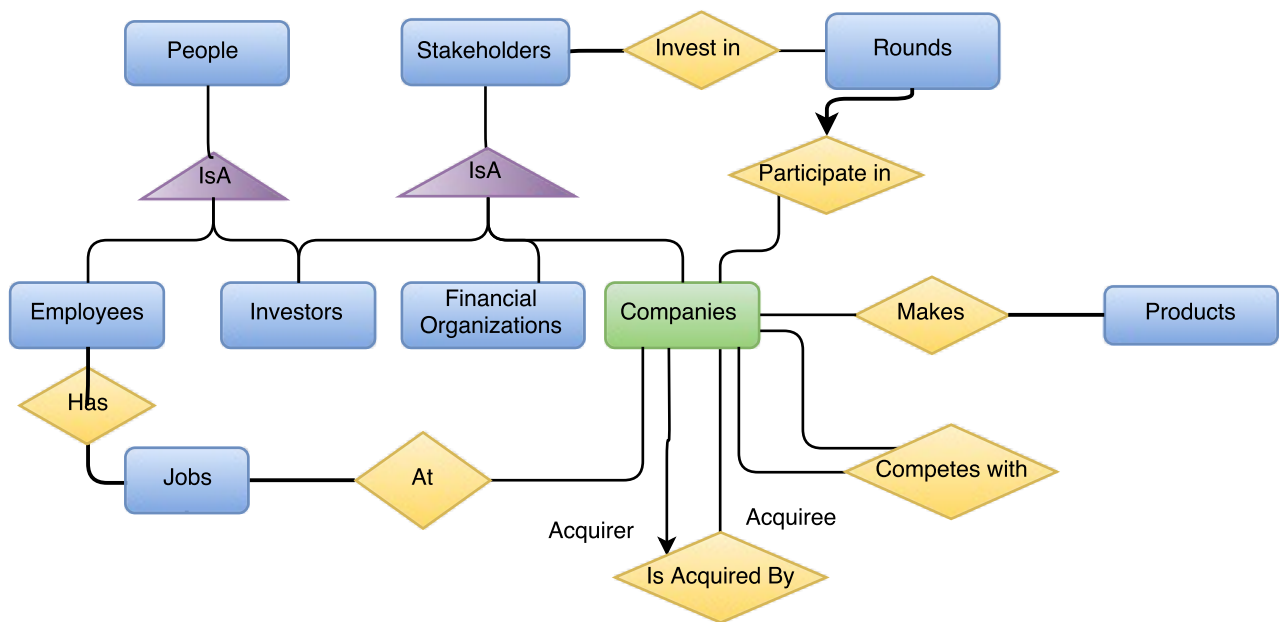 People
Stakeholders
Invest in
Rounds
IsA
IsA
Participate in
Employees
Investors
Financial
Organizations
Companies
Makes
Products
Has
Jobs
At
Competes with
Acquirer
Acquiree
Is Acquired By